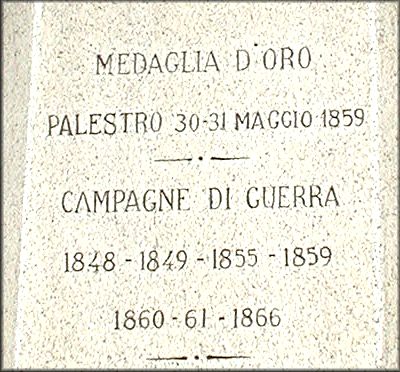 MEDAGLIA D'ORO
PALESTRO 30-31 MAGGIO 1859
CAMPAGNE DI GUERRA
1848 - 1849 - 1855 - 1859
1860 - 61 - 1866